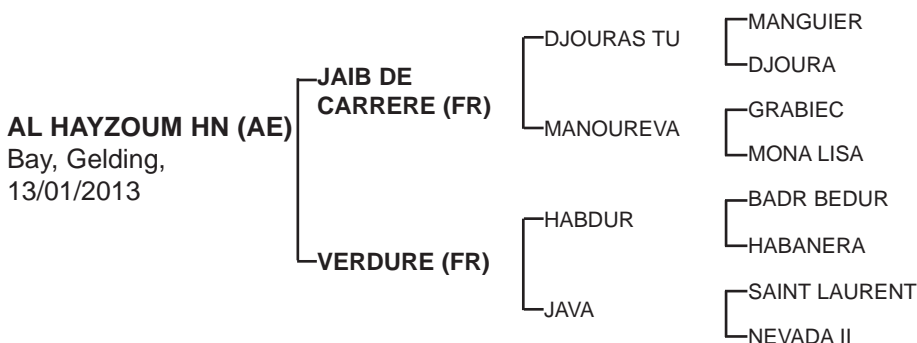 AL HAYZOUM HN (AE)
Bay, Gelding,
13/01/2013
JAIB DE
CARRERE (FR)
VERDURE (FR)
DJOURAS TU
MANOUREVA
HABDUR
JAVA
MANGUIER
DJOURA
GRABIEC
MONA LISA
BADR BEDUR
HABANERA
SAINT LAURENT
NEVADA II